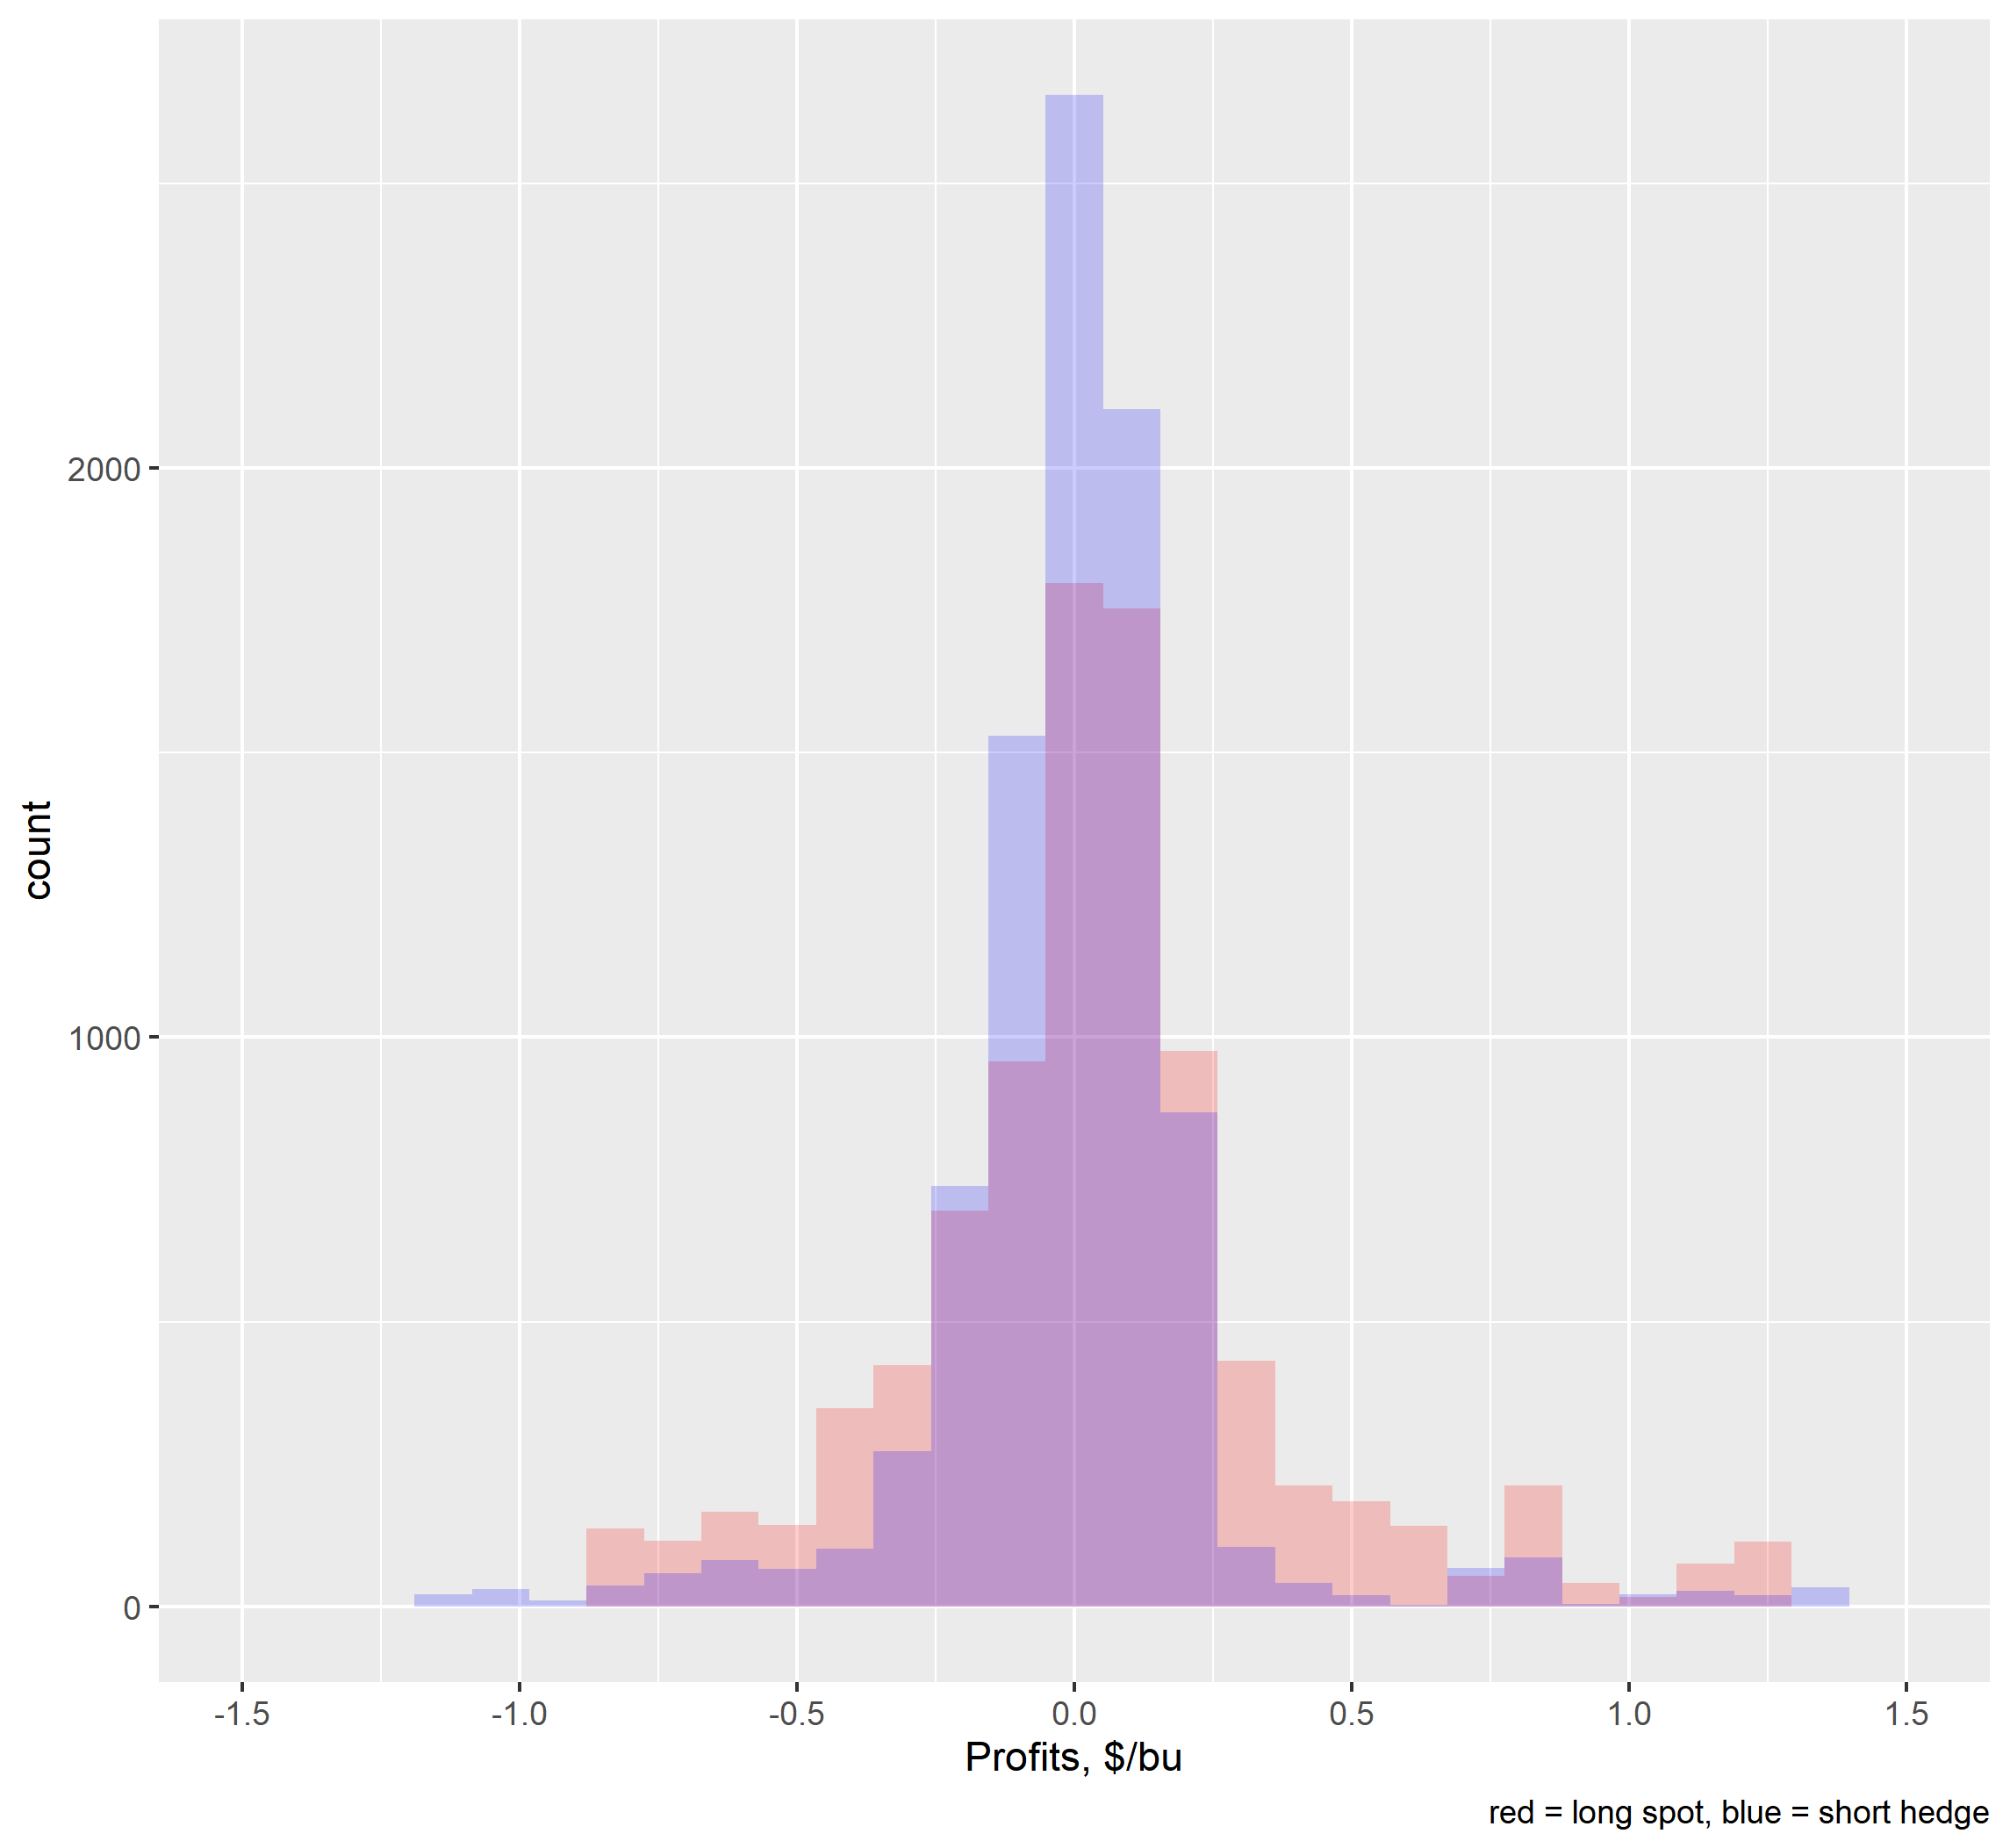 count
2000
1000
0
-1.5 -1.0 -0.5 0.0 0.5 1.0 1.5
Profits, $/bu
red = long spot, blue = short hedge